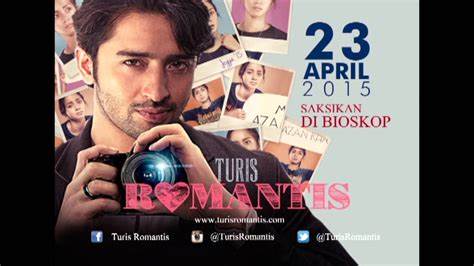 23
APRIL
2015
SAKSIKAN
DI BIOSKOP
TURIS
ROMANTIS
www.turisromantis.com
Turis Romantis
@TurisRomantis
@TurisRomantis